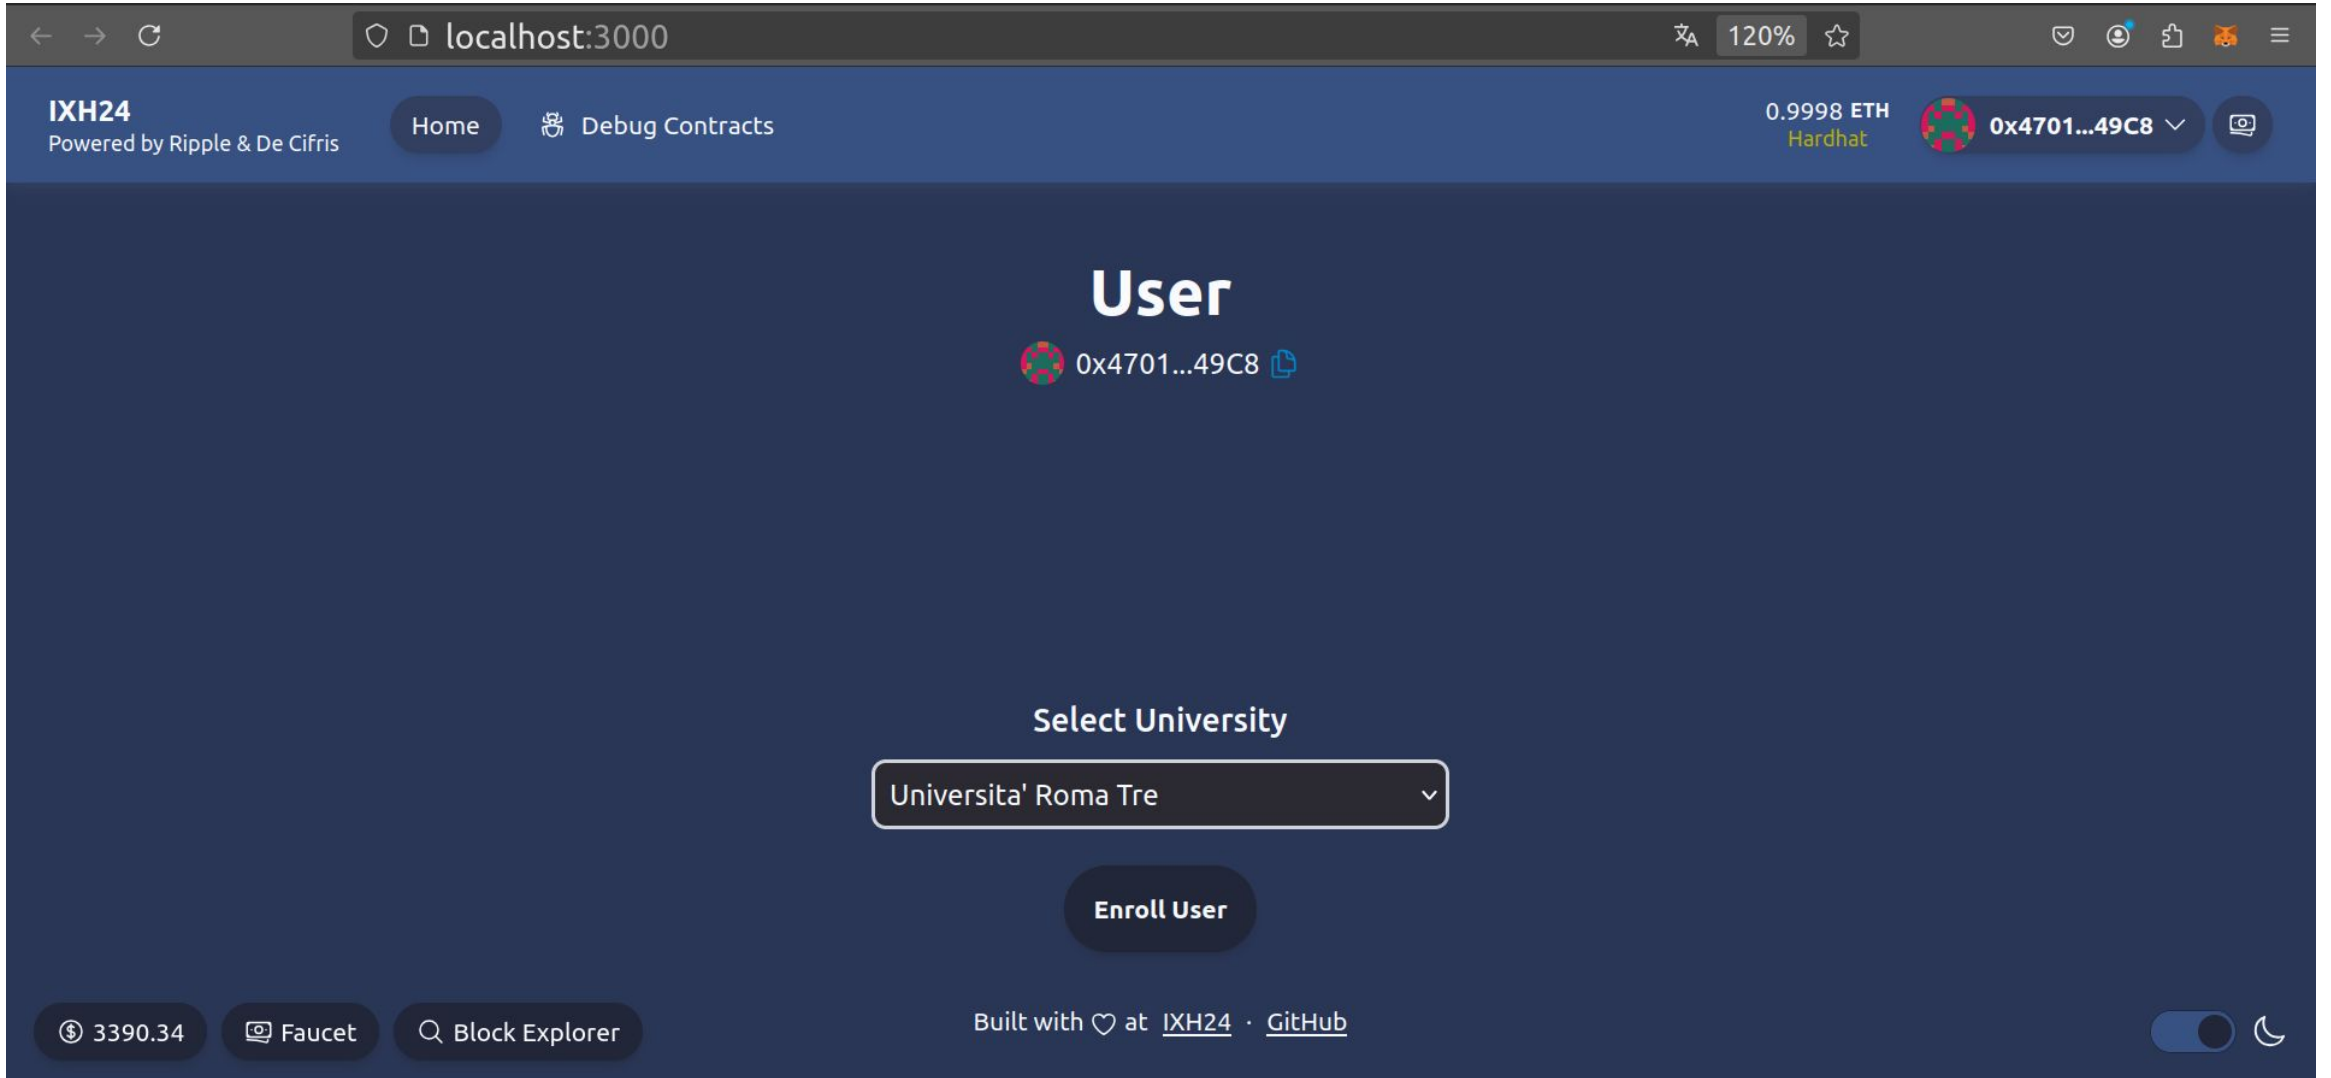 localhost:3000
120%
IXH24
Powered by Ripple & De Cifris
Home
Debug Contracts
0.9998 ETH
Hardhat
0x4701...49C8
User
0x4701...49C8
Select University
Universita' Roma Tre
Enroll User
3390.34
Faucet
Block Explorer
Built with ♡ at IXH24 · GitHub